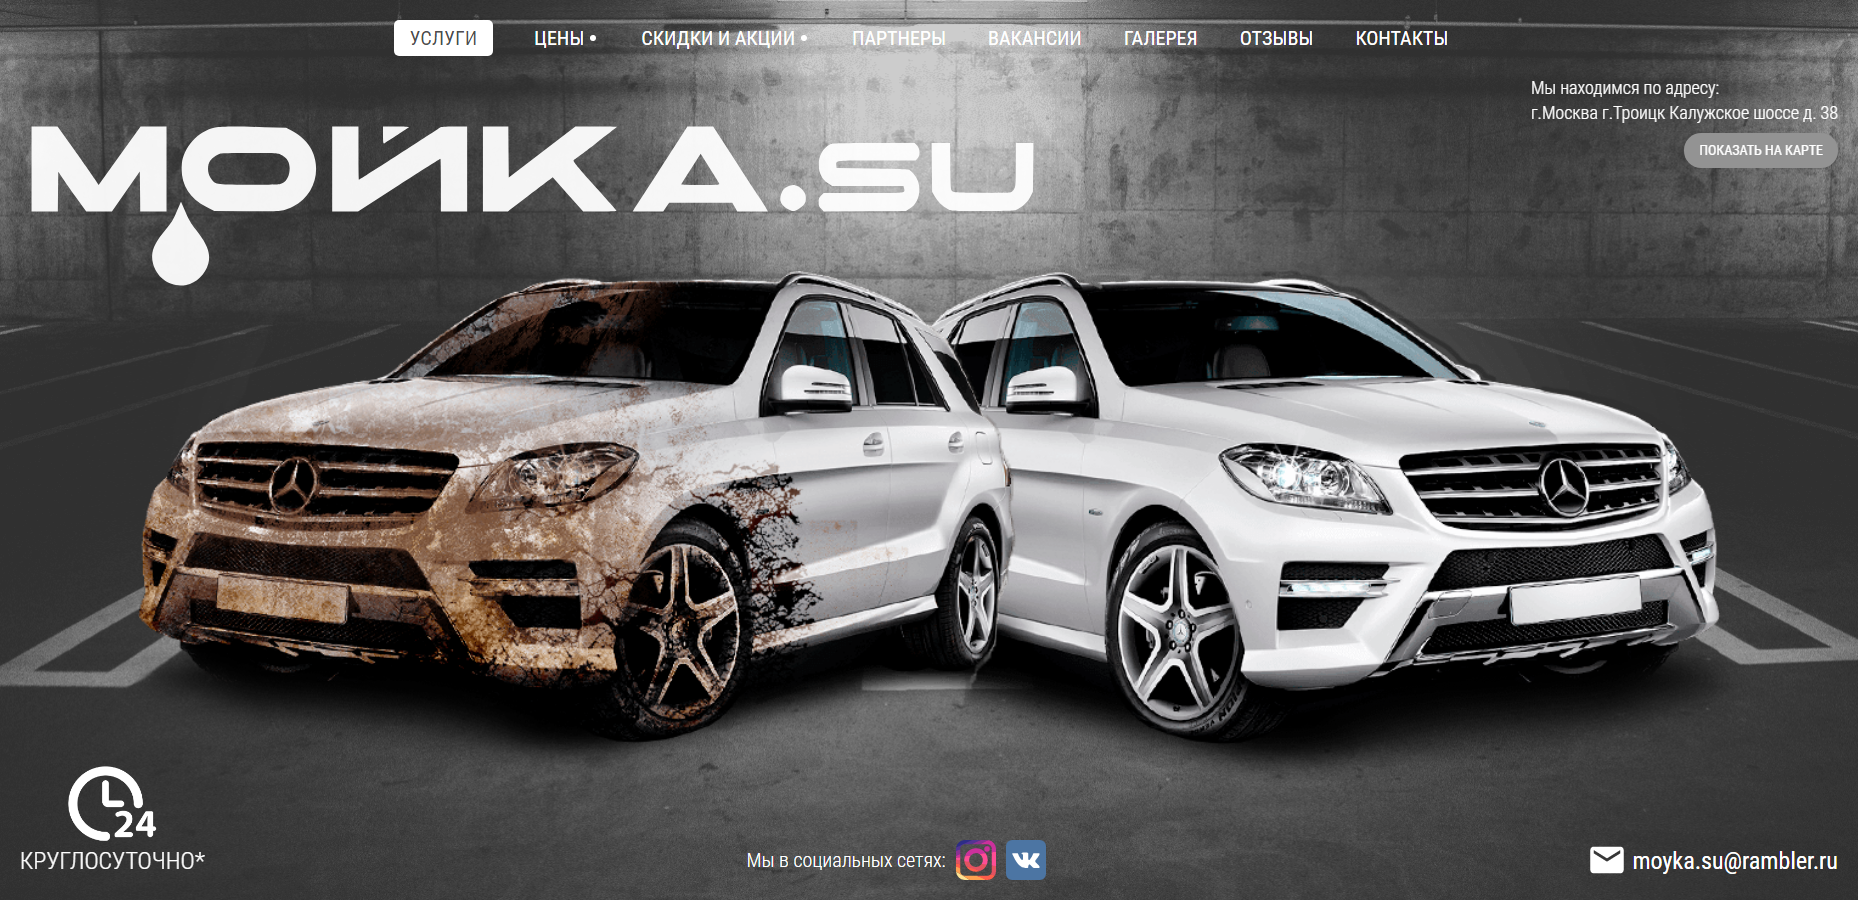 УСЛУГИ ЦЕНЫ • СКИДКИ И АКЦИИ • ПАРТНЕРЫ ВАКАНСИИ ГАЛЕРЕЯ ОТЗЫВЫ КОНТАКТЫ
Мы находимся по адресу:
г.Москва г.Троицк Калужское шоссе д. 38
ПОКАЗАТЬ НА КАРТЕ
МОЙКА.SU
24
КРУГЛОСУТОЧНО*
Мы в социальных сетях:
moyka.su@rambler.ru